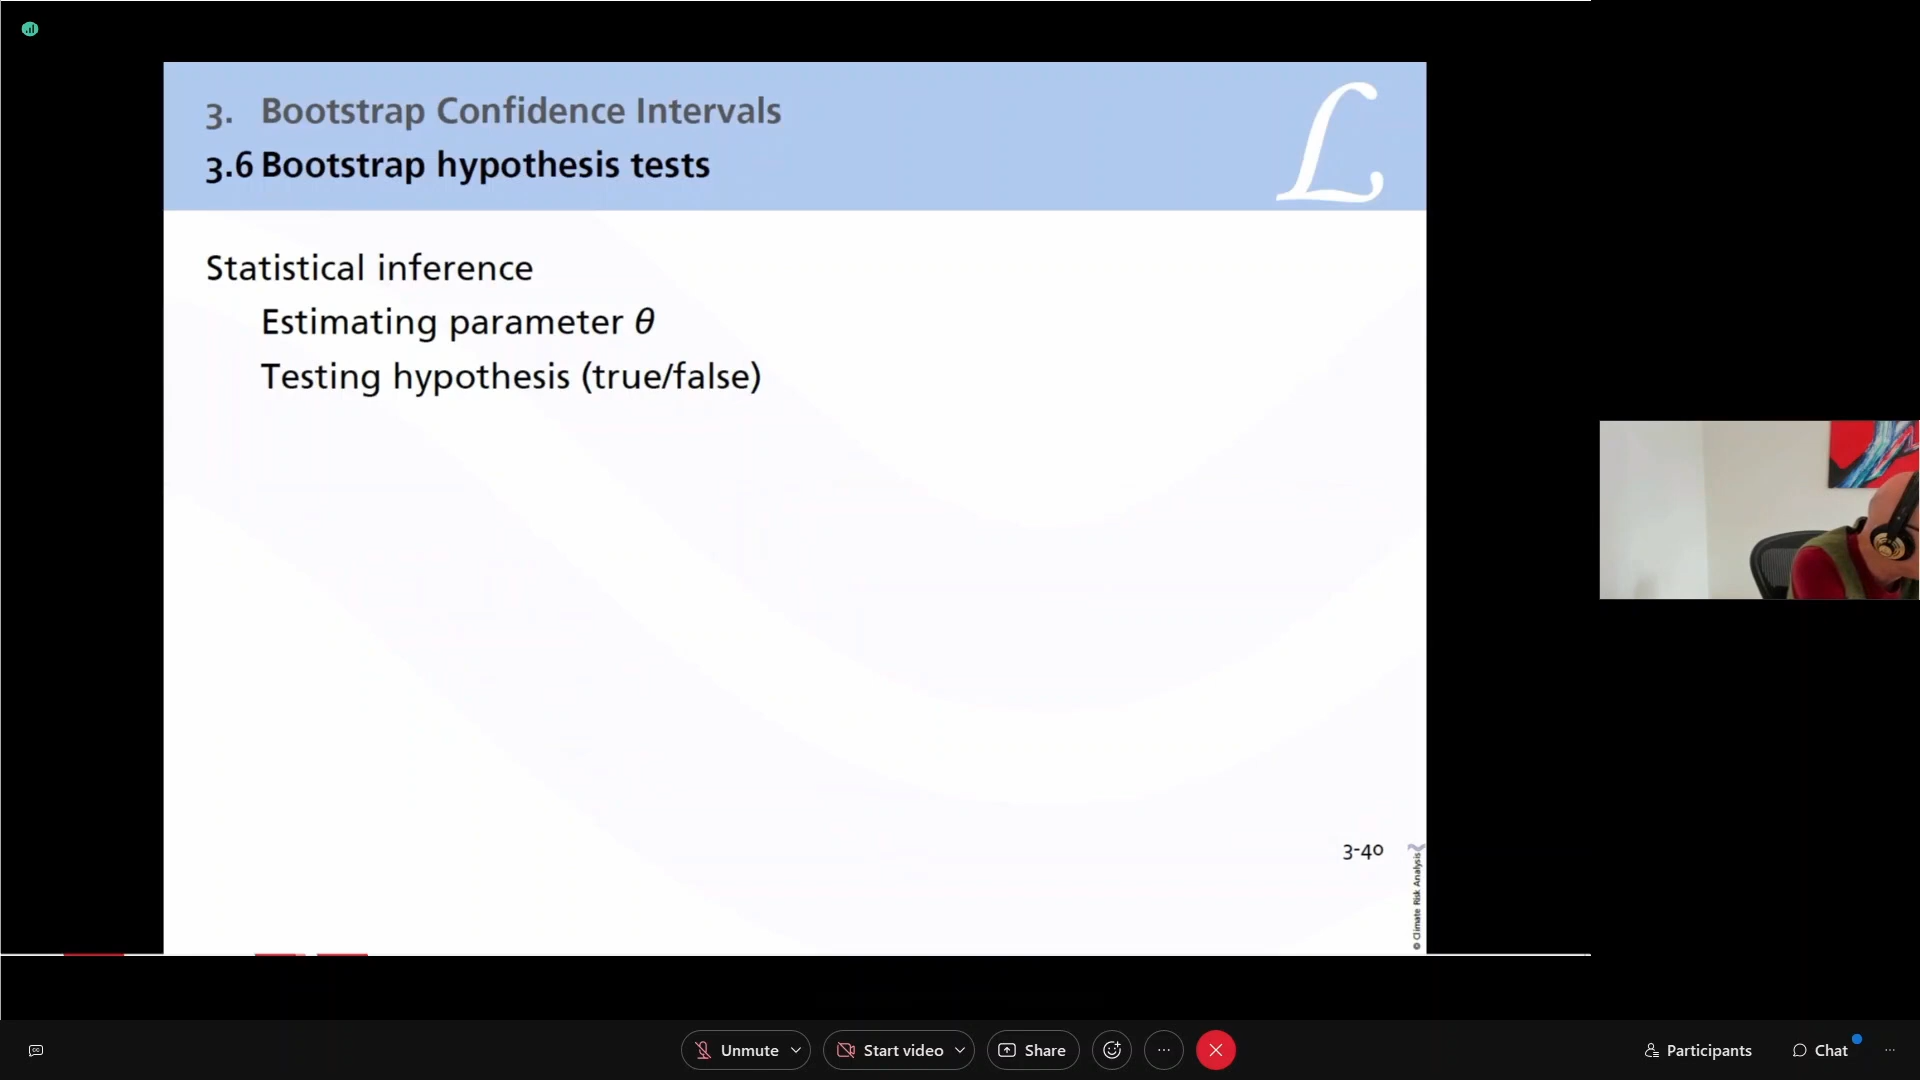 3. Bootstrap Confidence Intervals
3.6 Bootstrap hypothesis tests
L
Statistical inference
Estimating parameter θ
Testing hypothesis (true/false)
3-40
© Climate Risk Analysis
Unmute
Start video
Share
Participants
Chat